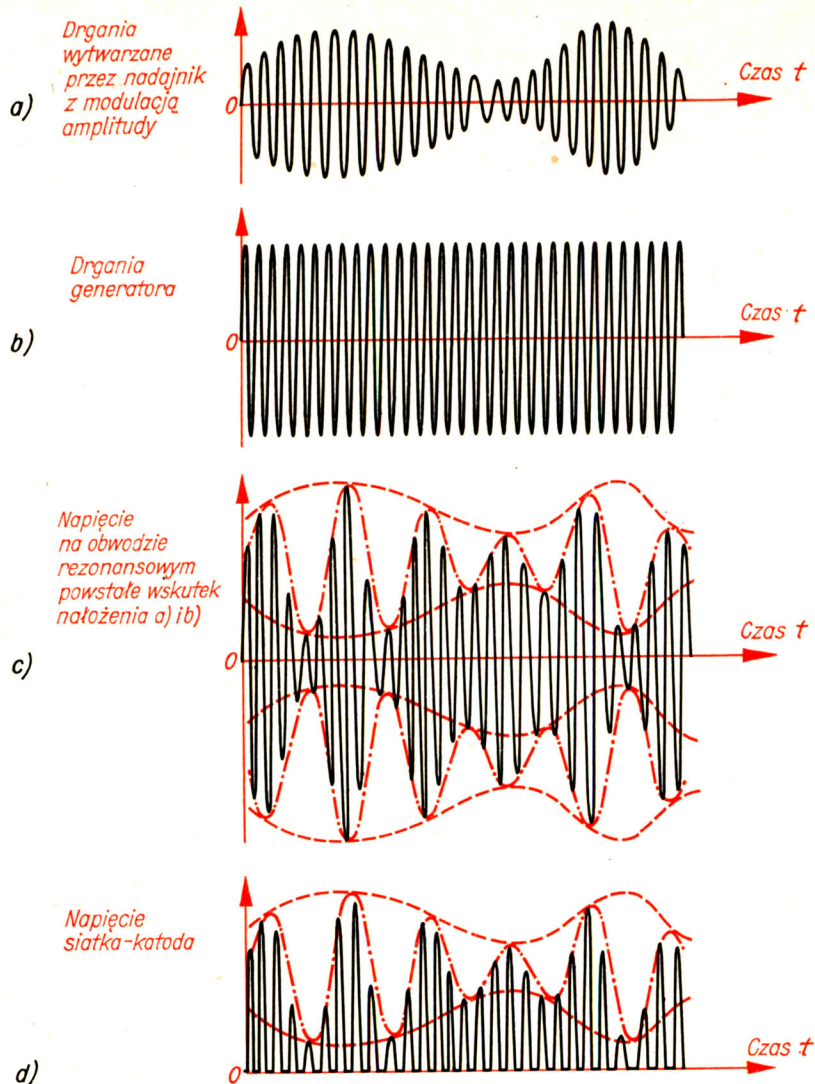 Drgania
wytwarzane
przez nadajnik
z modulacją
amplitudy
a)
0
Czas t
Drgania
generatora
b)
0
Czas t
Napięcie
na obwodzie
rezonansowym
powstałe wskutek
nałożenia a) i b)
c)
0
Czas t
Napięcie
siatka-katoda
d)
0
Czas t